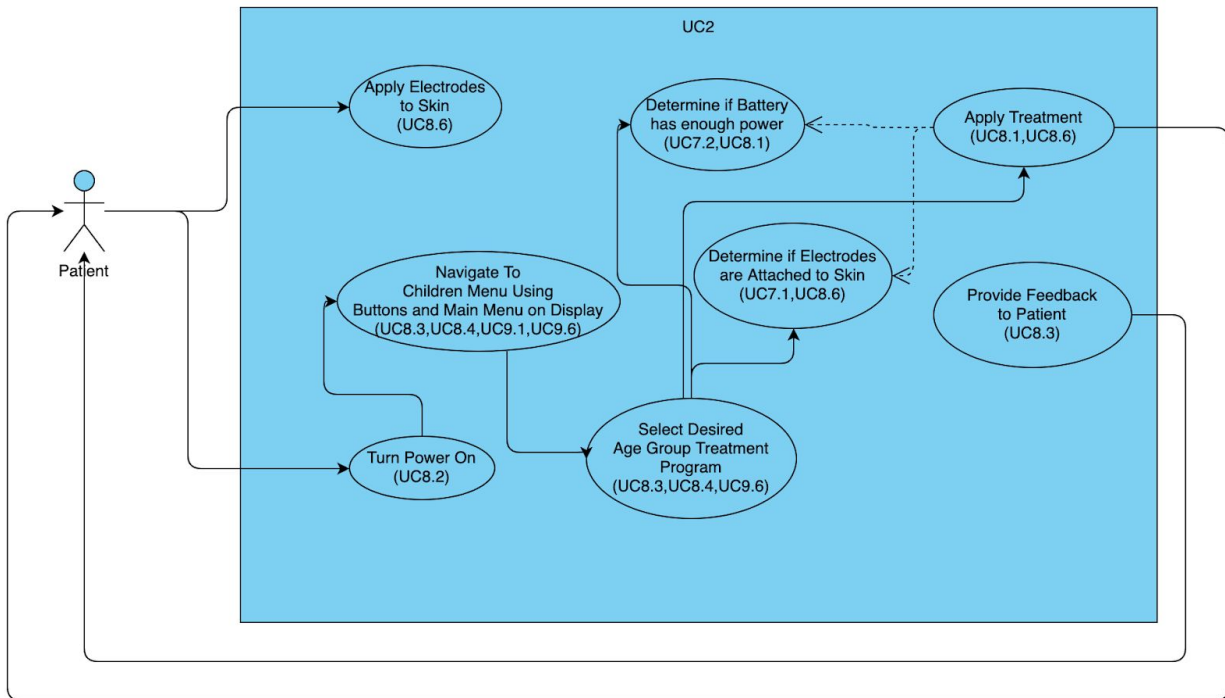 UC2
Apply Electrodes
to Skin
(UC8.6)
Determine if Battery
has enough power
(UC7.2,UC8.1)
Apply Treatment
(UC8.1,UC8.6)
Patient
Navigate To
Children Menu Using
Buttons and Main Menu on Display
(UC8.3,UC8.4,UC9.1,UC9.6)
Determine if Electrodes
are Attached to Skin
(UC7.1,UC8.6)
Provide Feedback
to Patient
(UC8.3)
Turn Power On
(UC8.2)
Select Desired
Age Group Treatment
Program
(UC8.3,UC8.4,UC9.6)